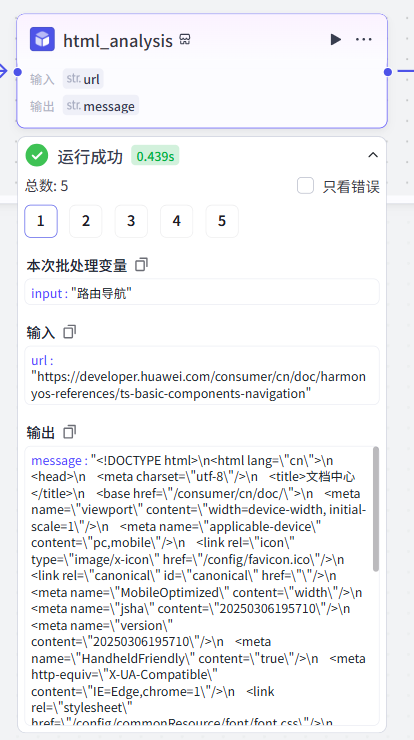 html_analysis
输入 str. url
输出 str. message
运行成功 0.439s
总数: 5
只看错误
1 2 3 4 5
本次批处理变量
input : "路由导航"
输入
url :
"https://developer.huawei.com/consumer/cn/doc/harmon
yos-references/ts-basic-components-navigation"
输出
message : "<!DOCTYPE html>\n<html lang=\"cn\">\n
<head>\n   <meta charset=\"utf-8\"/>\n   <title>文档中心
</title>\n   <base href=\"/consumer/cn/doc/\">\n   <meta
name=\"viewport\" content=\"width=device-width, initial-
scale=1\"/>\n   <meta name=\"applicable-device\"
content=\"pc,mobile\"/>\n   <link rel=\"icon\"
type=\"image/x-icon\" href=\"/config/favicon.ico\"/>\n
<link rel=\"canonical\" id=\"canonical\" href=\"\"/>\n
<meta name=\"MobileOptimized\" content=\"width\"/>\n
<meta name=\"jsha\" content=\"20250306195710\"/>\n
<meta name=\"version\"
content=\"20250306195710\"/>\n   <meta
name=\"HandheldFriendly\" content=\"true\"/>\n   <meta
http-equiv=\"X-UA-Compatible\"
content=\"IE=Edge,chrome=1\"/>\n   <link
rel=\"stylesheet\"
href=\"/config/commonResource/font/font.css\"/>\n